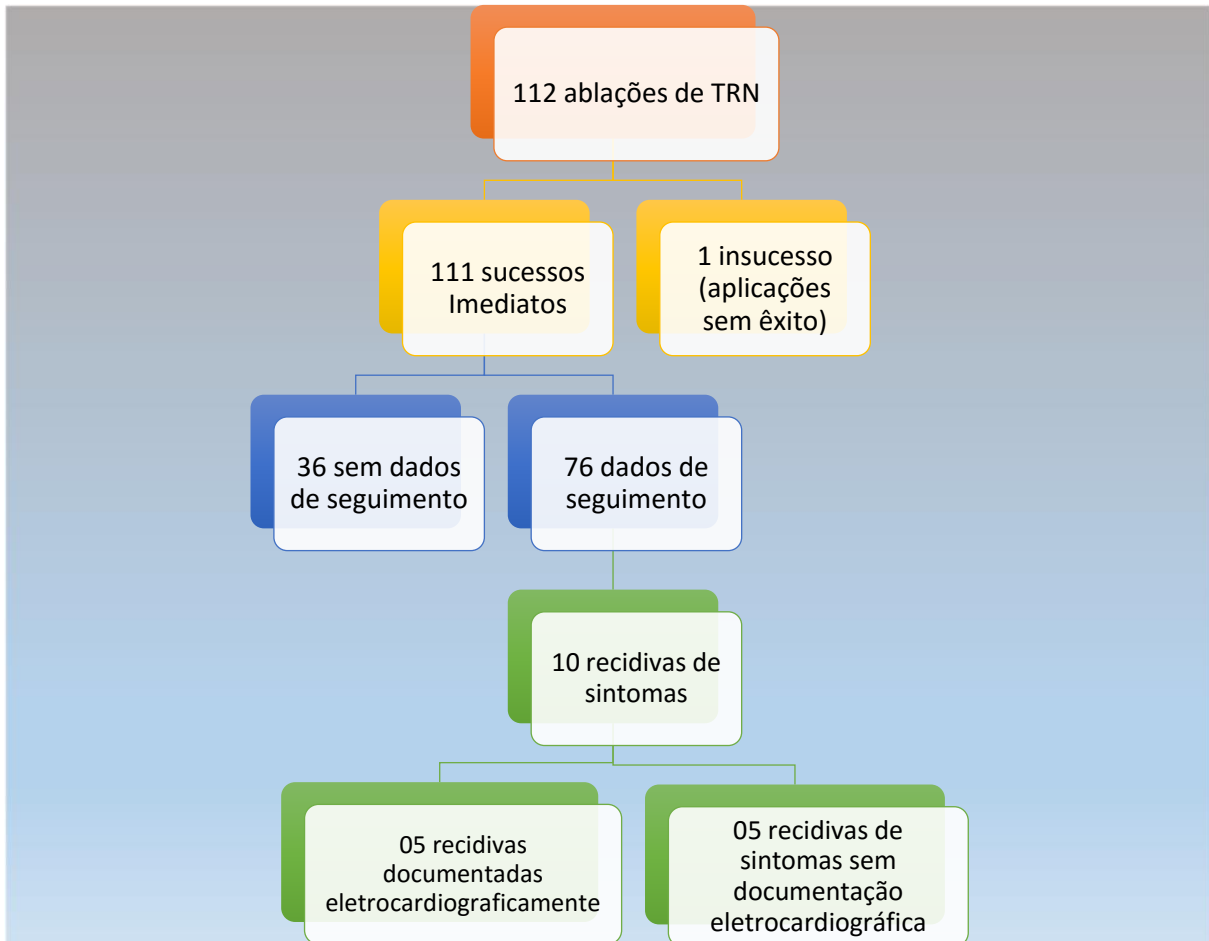 112 ablações de TRN
111 sucessos
Imediatos
1 insucesso
(aplicações
sem êxito)
36 sem dados
de seguimento
76 dados de
seguimento
10 recidivas de
sintomas
05 recidivas
documentadas
eletrocardiograficamente
05 recidivas de
sintomas sem
documentação
eletrocardiográfica